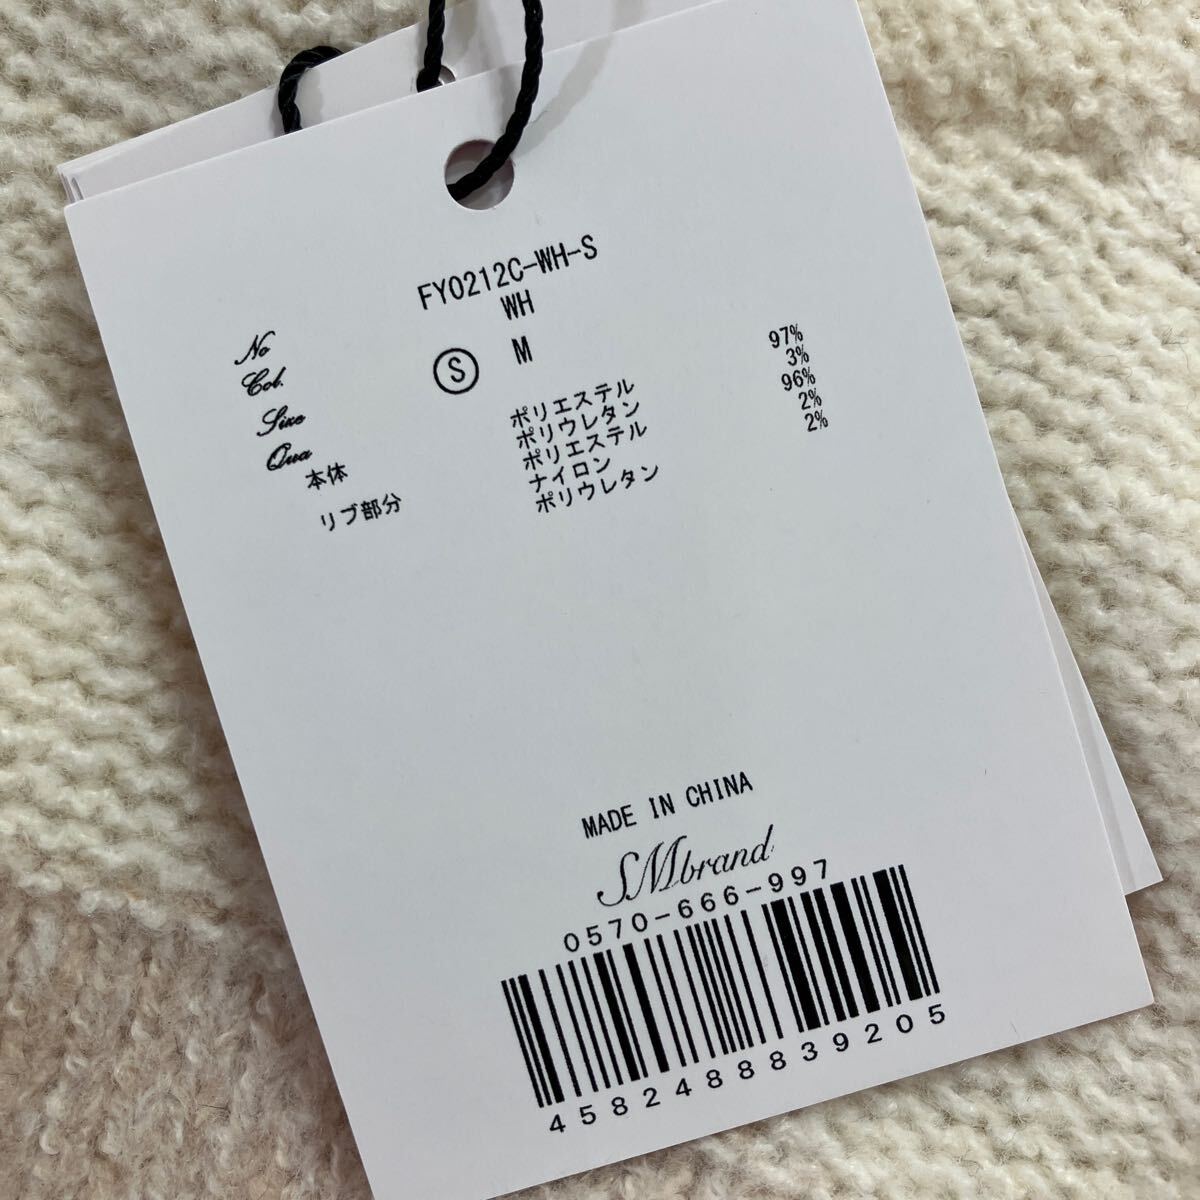 No FY0212C-WH-S
Col. WH
Size Ⓢ M
Qua
本体 ポリエステル 97%
ポリウレタン 3%
リブ部分 ポリエステル 96%
ナイロン 2%
ポリウレタン 2%
MADE IN CHINA
SMbrand
0570-666-997
4582488839205